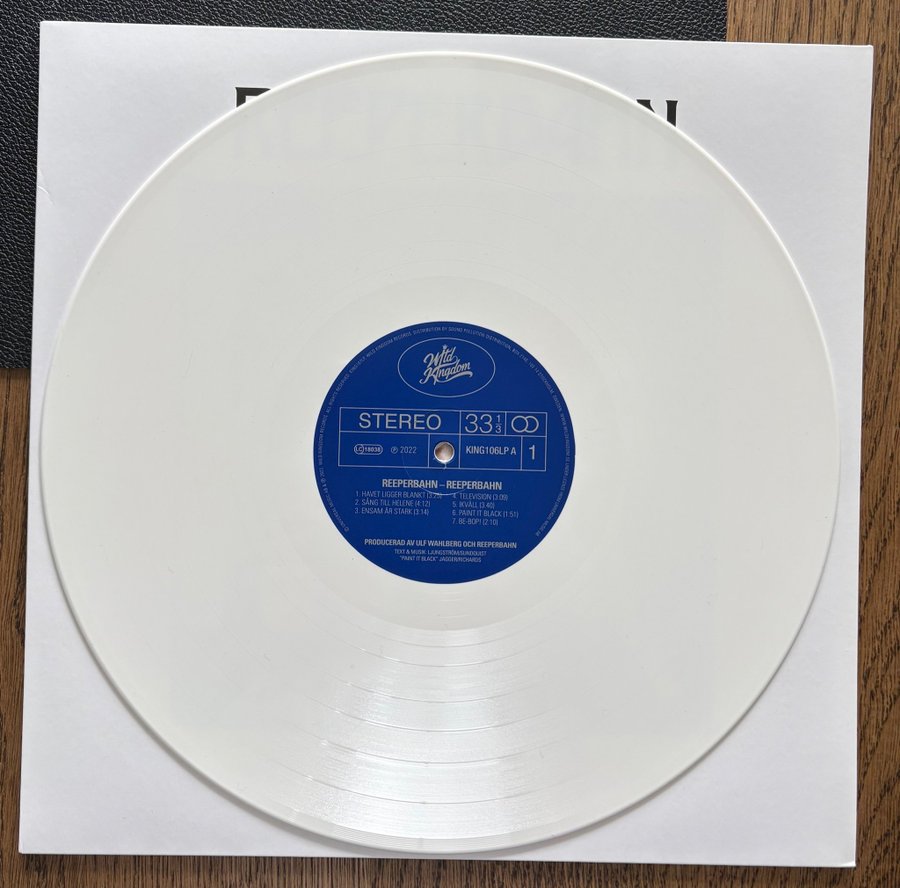 Wild
Kingdom
STEREO
33 1/3
LC 18038
℗ 2022
KING106LP A
1
REEPERBAHN – REEPERBAHN
1. HAVET LIGGER BLANKT (3.25)
2. SÅNG TILL HELENE (4:12)
3. ENSAM ÄR STARK (3:14)
4. TELEVISION (3.09)
5. IKVÄLL (3.40)
6. PAINT IT BLACK (1:51)
7. BE-BOP! (2.10)
PRODUCERAD AV ULF WAHLBERG OCH REEPERBAHN
TEXT & MUSIK: LJUNGSTRÖM/SUNDQUIST
"PAINT IT BLACK" JAGGER/RICHARDS